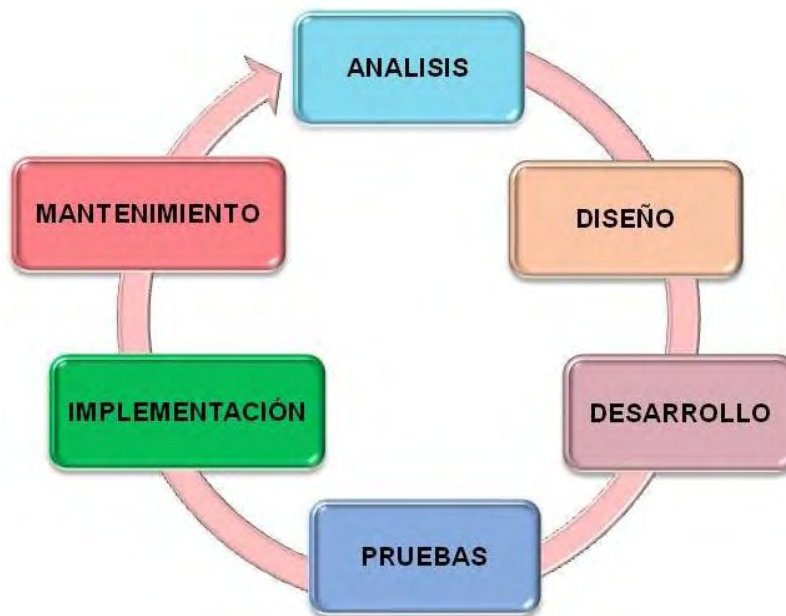 ANALISIS
DISEÑO
DESARROLLO
PRUEBAS
IMPLEMENTACIÓN
MANTENIMIENTO